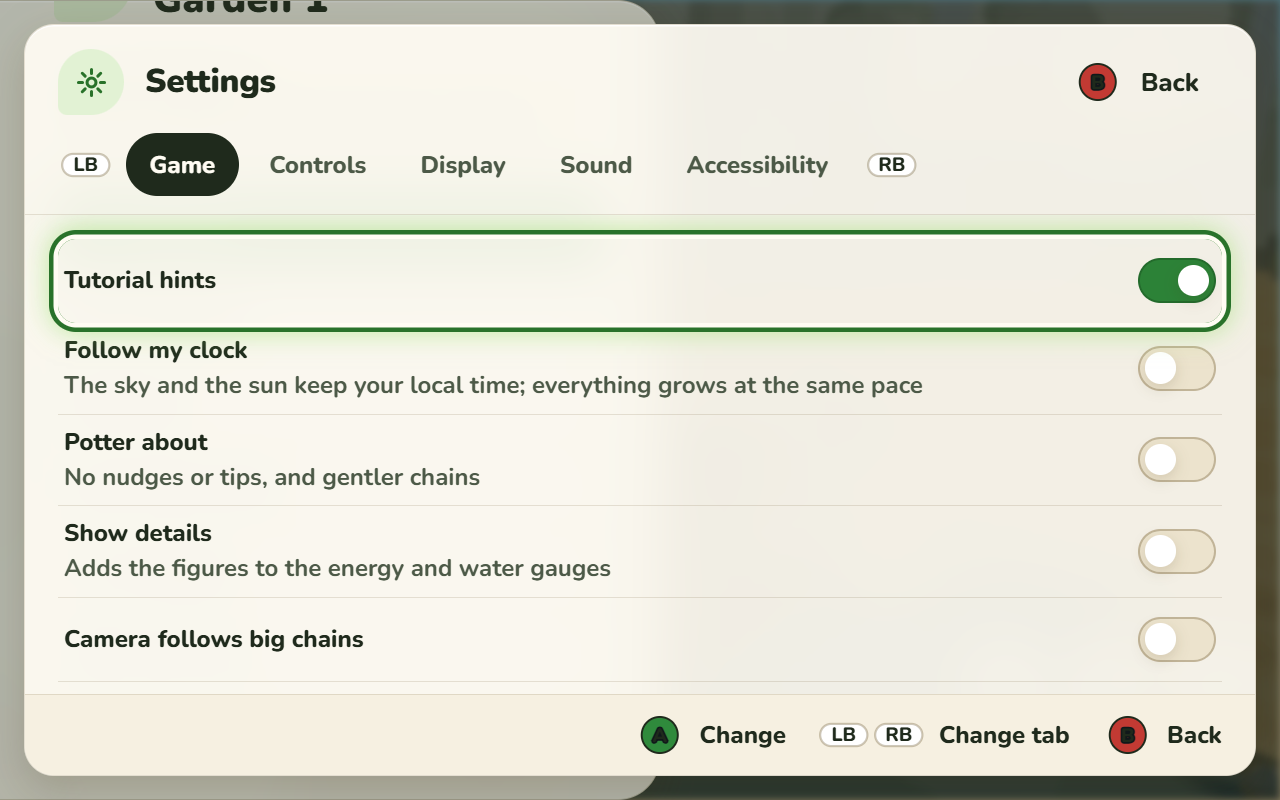 Garden 1
Settings
B Back
LB Game Controls Display Sound Accessibility RB
Tutorial hints
Follow my clock
The sky and the sun keep your local time; everything grows at the same pace
Potter about
No nudges or tips, and gentler chains
Show details
Adds the figures to the energy and water gauges
Camera follows big chains
A Change LB RB Change tab B Back